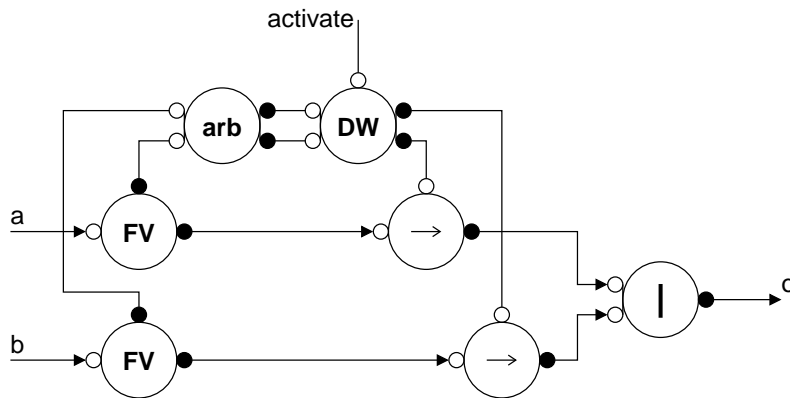 activate
arb DW
a
FV →
c
|
b
FV →